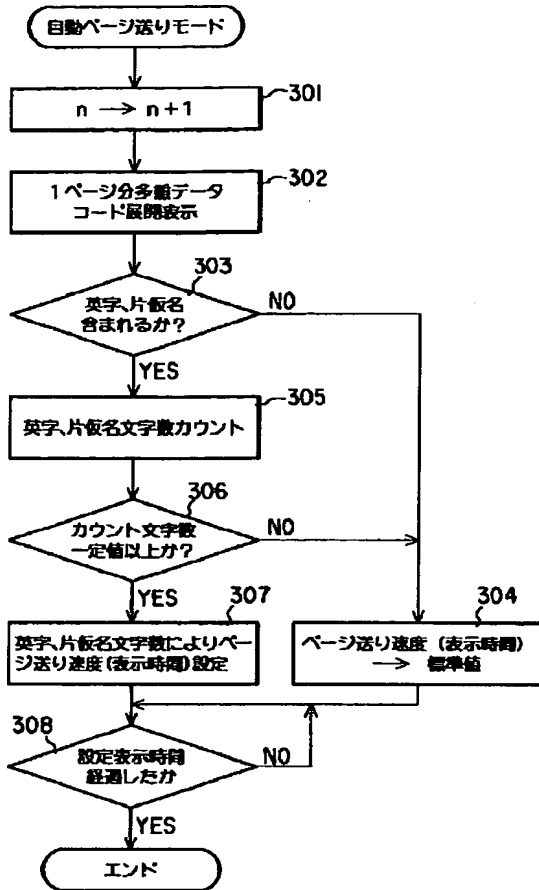 自動ページ送りモード
n → n+1
301
1ページ分多重データ
コード展開表示
302
303
英字、片仮名
含まれるか?
NO
YES
英字、片仮名文字数カウント
305
306
カウント文字数
一定値以上か?
NO
YES
307
英字、片仮名文字数によりペー
ジ送り速度(表示時間)設定
304
ページ送り速度 (表示時間)
→ 標準値
308
設定表示時間
経過したか
NO
YES
エンド